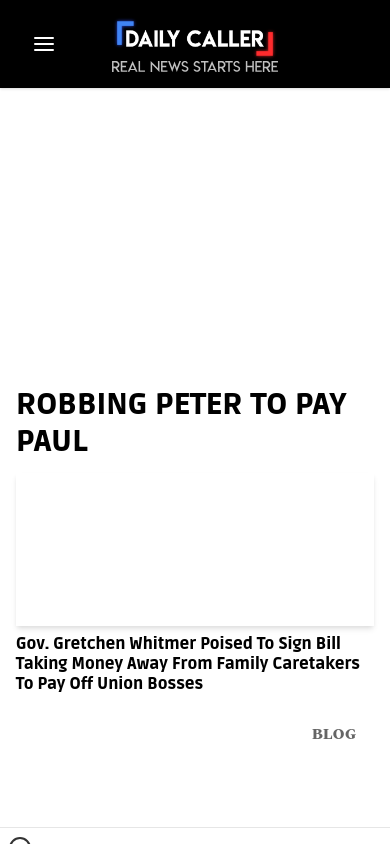 DAILY CALLER
REAL NEWS STARTS HERE
ROBBING PETER TO PAY
PAUL
Gov. Gretchen Whitmer Poised To Sign Bill
Taking Money Away From Family Caretakers
To Pay Off Union Bosses
BLOG